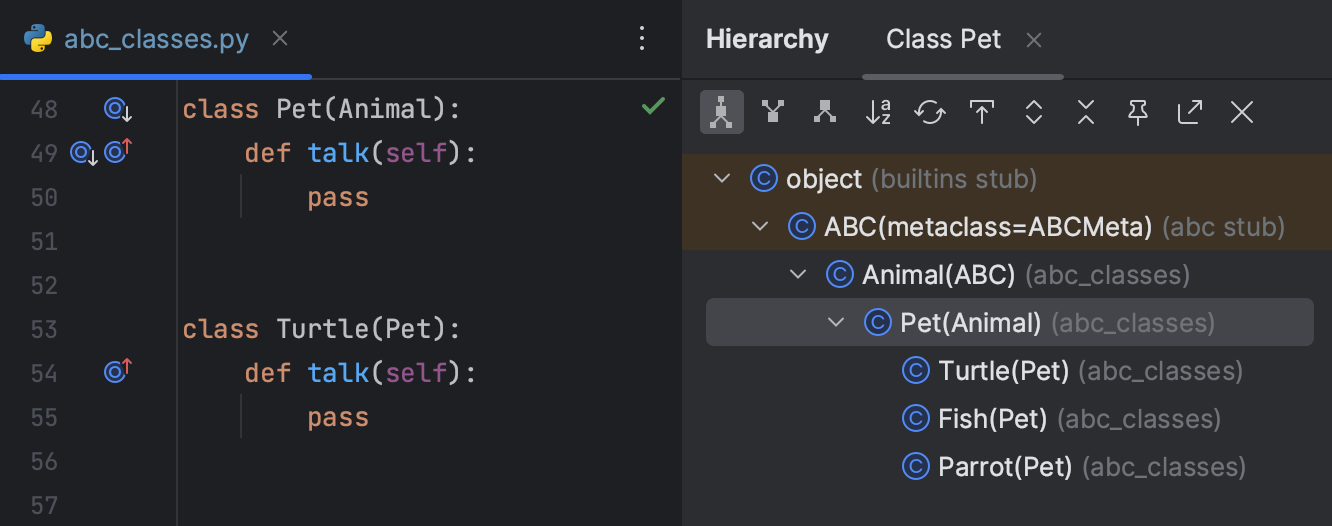 abc_classes.py
48 class Pet(Animal):
49 def talk(self):
50 pass
51
52
53 class Turtle(Pet):
54 def talk(self):
55 pass
56
57
Hierarchy Class Pet
object (builtins stub)
ABC(metaclass=ABCMeta) (abc stub)
Animal(ABC) (abc_classes)
Pet(Animal) (abc_classes)
Turtle(Pet) (abc_classes)
Fish(Pet) (abc_classes)
Parrot(Pet) (abc_classes)